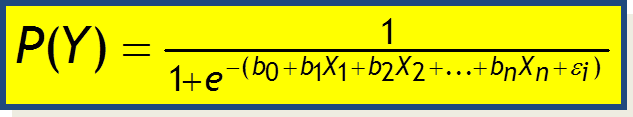 P(Y) = 1 / 1+e^−(b₀+b₁X₁+b₂X₂+...+bₙXₙ+εᵢ)